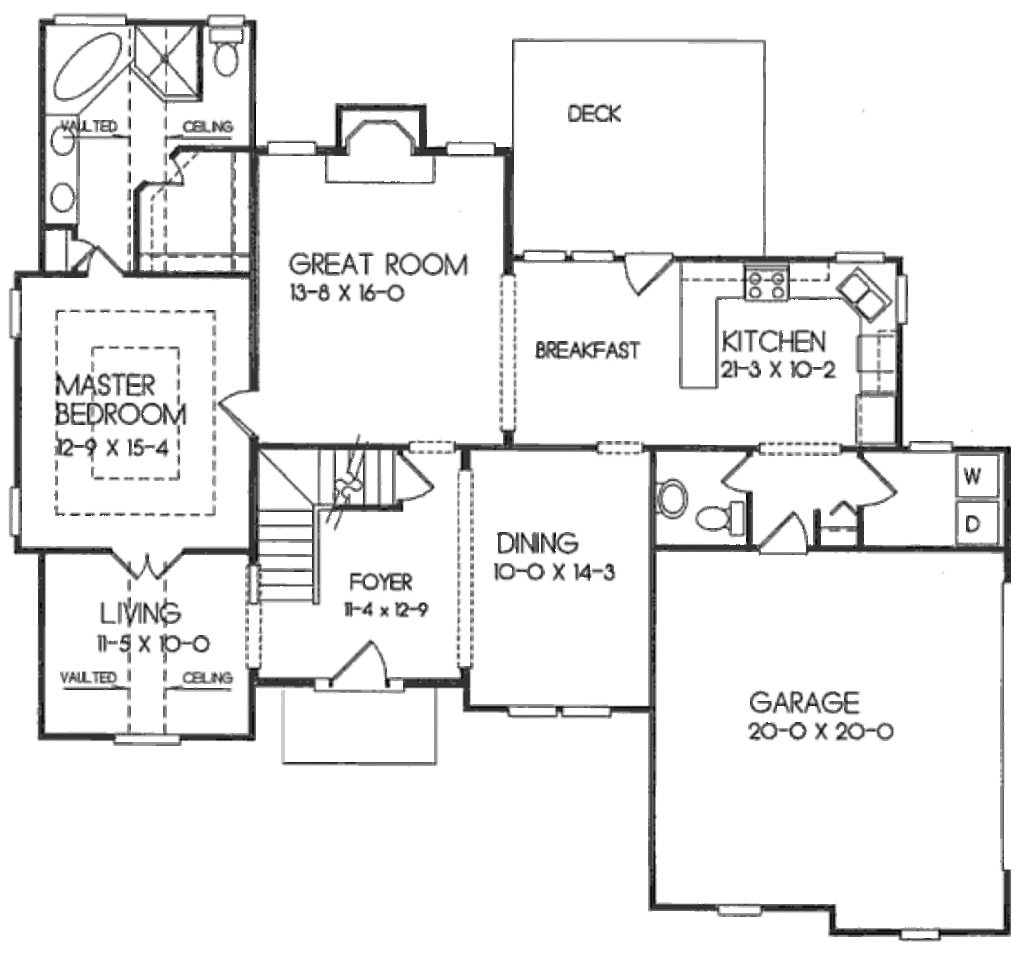 DECK
VAULTED CEILING
GREAT ROOM
13-8 X 16-0
BREAKFAST
KITCHEN
21-3 X 10-2
MASTER
BEDROOM
12-9 X 15-4
W
D
DINING
10-0 X 14-3
FOYER
11-4 x 12-9
LIVING
11-5 X 10-0
VAULTED CEILING
GARAGE
20-0 X 20-0